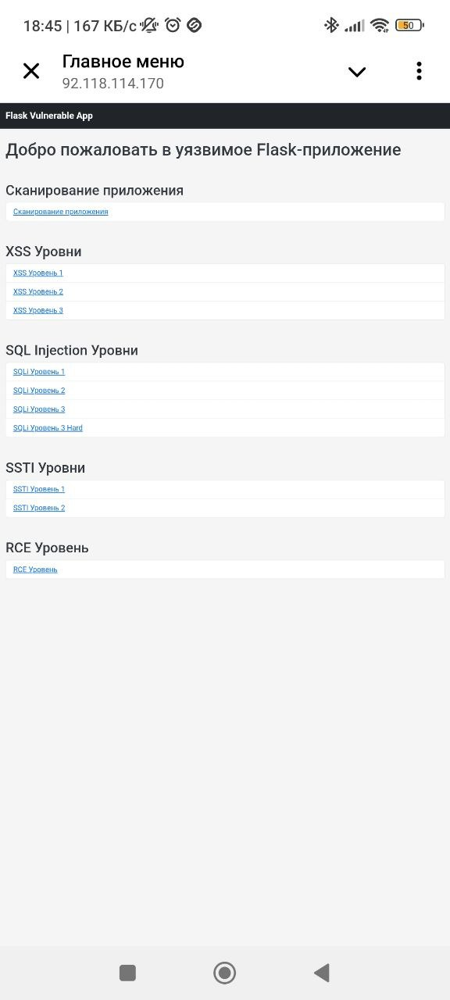 18:45 | 167 КБ/с
50
Главное меню
92.118.114.170
Flask Vulnerable App
Добро пожаловать в уязвимое Flask-приложение
Сканирование приложения
Сканирование приложения
XSS Уровни
XSS Уровень 1
XSS Уровень 2
XSS Уровень 3
SQL Injection Уровни
SQLi Уровень 1
SQLi Уровень 2
SQLi Уровень 3
SQLi Уровень 3 Hard
SSTI Уровни
SSTI Уровень 1
SSTI Уровень 2
RCE Уровень
RCE Уровень